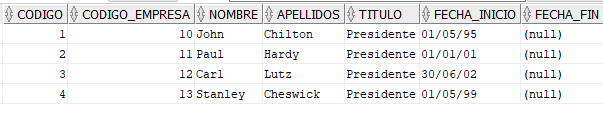 CODIGO CODIGO_EMPRESA NOMBRE APELLIDOS TITULO FECHA_INICIO FECHA_FIN
1 10 John Chilton Presidente 01/05/95 (null)
2 11 Paul Hardy Presidente 01/01/01 (null)
3 12 Carl Lutz Presidente 30/06/02 (null)
4 13 Stanley Cheswick Presidente 01/05/99 (null)